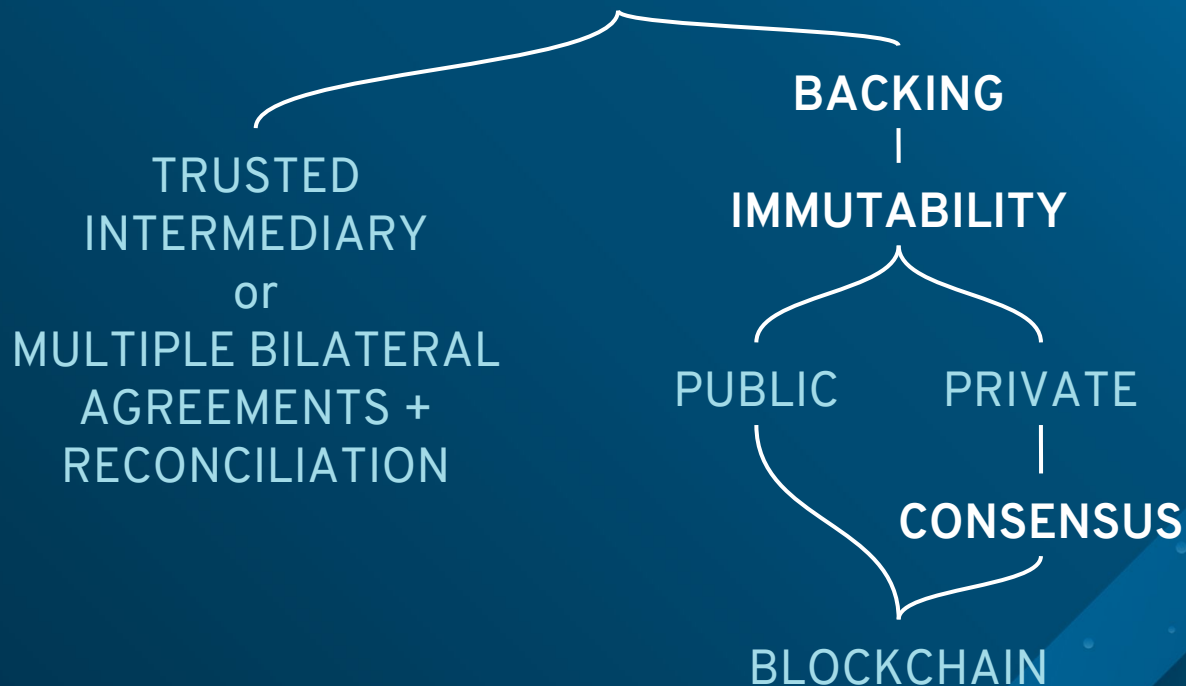 BACKING
IMMUTABILITY
TRUSTED
INTERMEDIARY
or
MULTIPLE BILATERAL
AGREEMENTS +
RECONCILIATION
PUBLIC
PRIVATE
CONSENSUS
BLOCKCHAIN